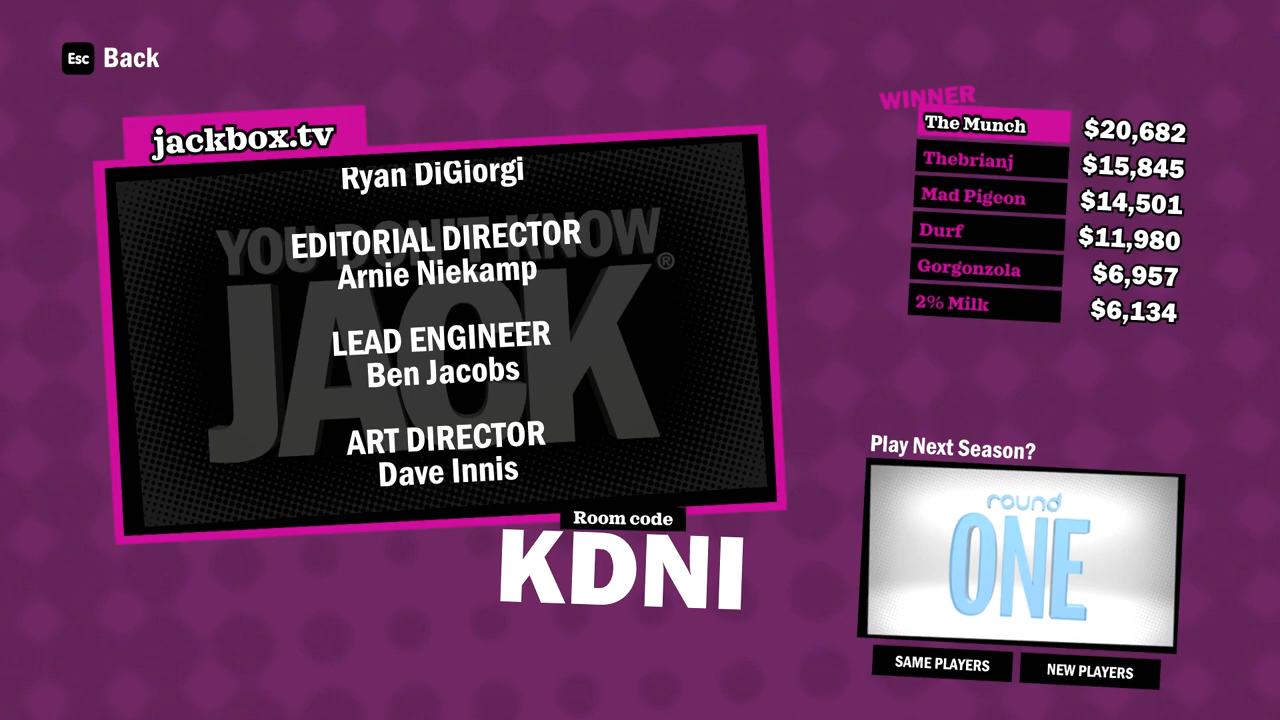 Esc Back
jackbox.tv
Ryan DiGiorgi
YOU DON'T KNOW
JACK®
EDITORIAL DIRECTOR
Arnie Niekamp
LEAD ENGINEER
Ben Jacobs
ART DIRECTOR
Dave Innis
Room code
KDNI
WINNER
The Munch $20,682
Thebrianj $15,845
Mad Pigeon $14,501
Durf $11,980
Gorgonzola $6,957
2% Milk $6,134
Play Next Season?
round
ONE
SAME PLAYERS NEW PLAYERS